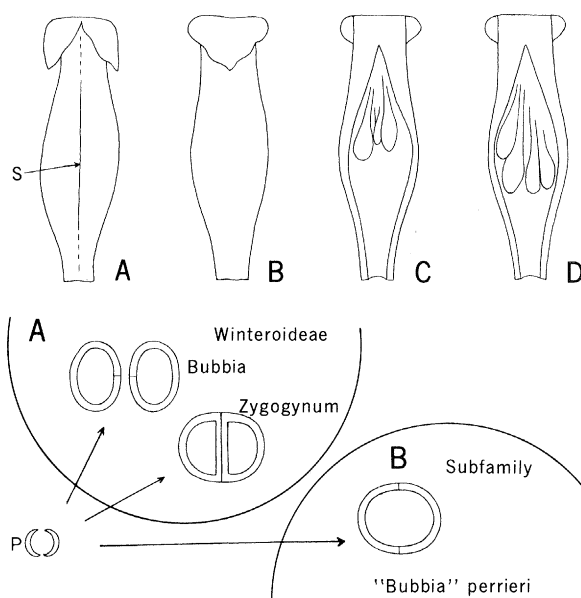 S
A
B
C
D
A
Winteroideae
Bubbia
Zygogynum
B
Subfamily
P
"Bubbia" perrieri